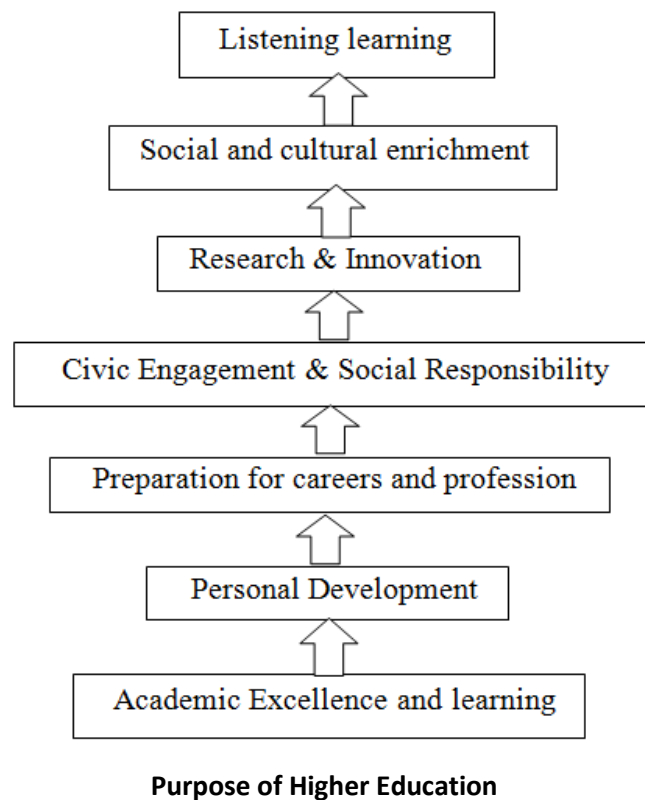 Listening learning
Social and cultural enrichment
Research & Innovation
Civic Engagement & Social Responsibility
Preparation for careers and profession
Personal Development
Academic Excellence and learning
Purpose of Higher Education